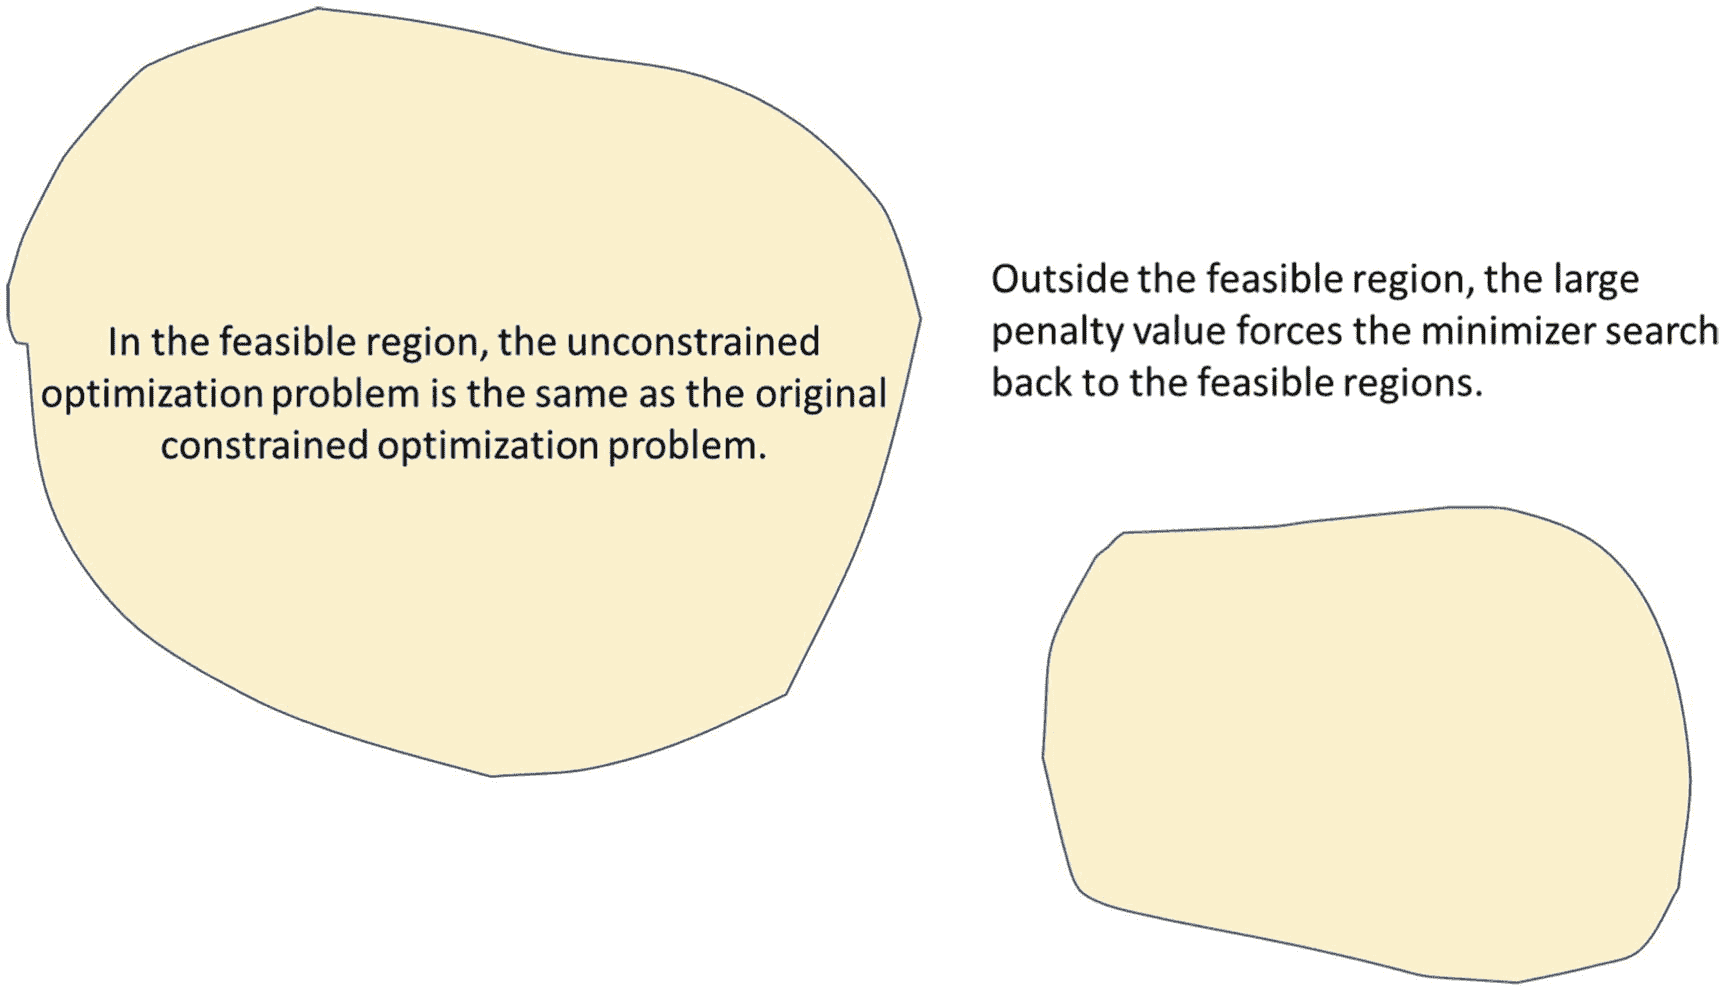 In the feasible region, the unconstrained
optimization problem is the same as the original
constrained optimization problem.
Outside the feasible region, the large
penalty value forces the minimizer search
back to the feasible regions.